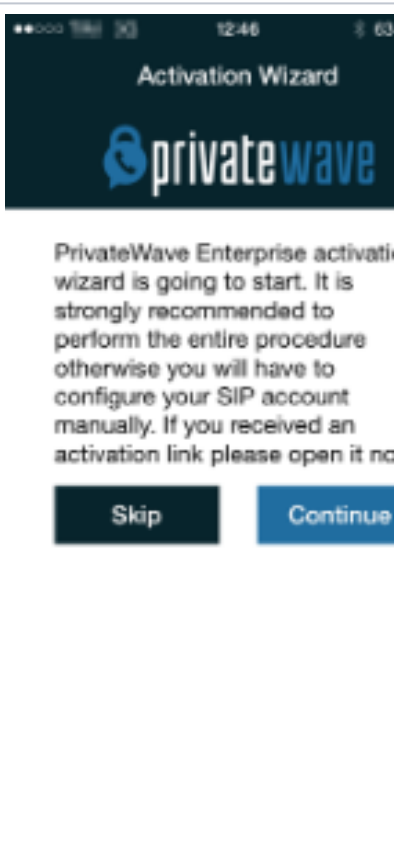 12:46 63
Activation Wizard
privatewave
PrivateWave Enterprise activati
wizard is going to start. It is
strongly recommended to
perform the entire procedure
otherwise you will have to
configure your SIP account
manually. If you received an
activation link please open it no
Skip Continue